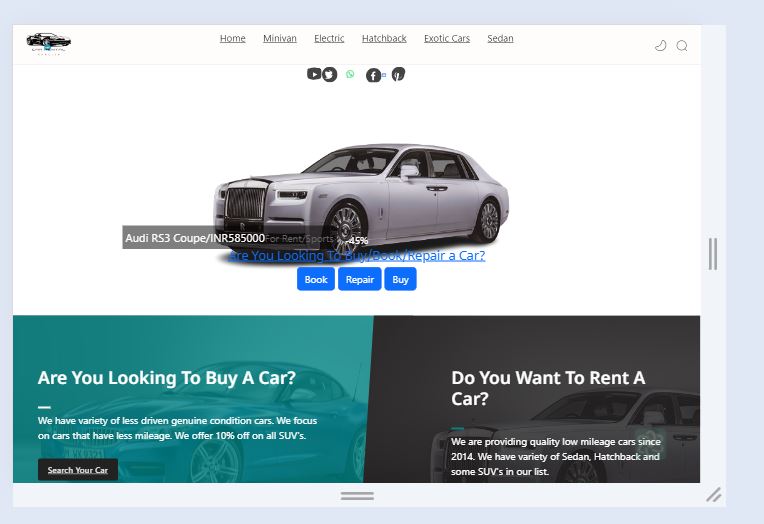 Home Minivan Electric Hatchback Exotic Cars Sedan
Audi RS3 Coupe/INR585000For Rent/Sports -45%
Are You Looking To Buy/Book/Repair a Car?
Book Repair Buy
Are You Looking To Buy A Car?
We have variety of less driven genuine condition cars. We focus
on cars that have less mileage. We offer 10% off on all SUV's.
Search Your Car
Do You Want To Rent A
Car?
We are providing quality low mileage cars since
2014. We have variety of Sedan, Hatchback and
some SUV's in our list.